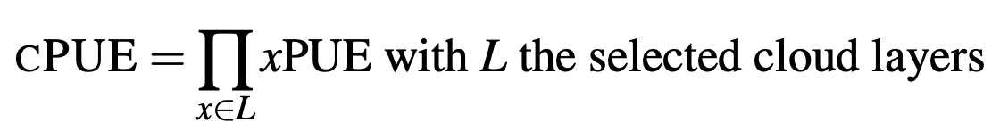 cPUE = ∏ xPUE with L the selected cloud layers
x∈L